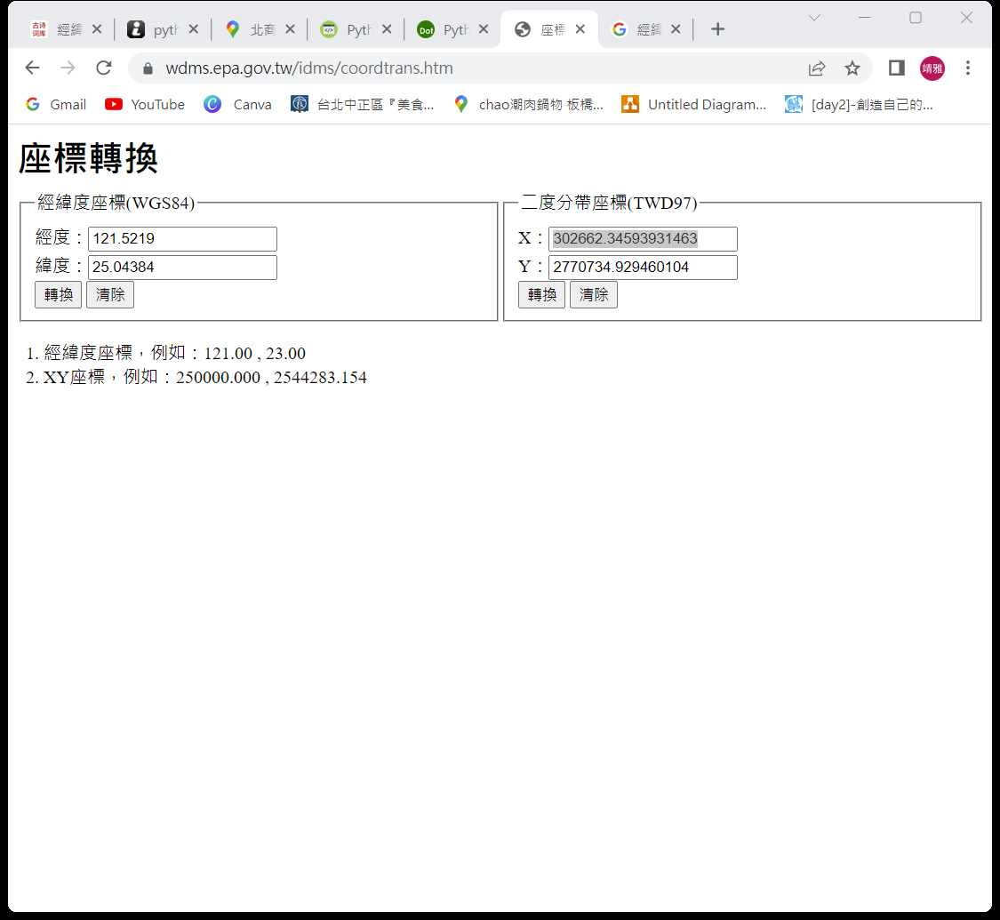 古诗 词库 經緯 pyth 北商 Pyth Dot Pyth 座標 經緯
wdms.epa.gov.tw/idms/coordtrans.htm 靖雅
Gmail YouTube Canva 台北中正區『美食... chao潮肉鍋物 板橋... Untitled Diagram... [day2]-創造自己的...
座標轉換
經緯度座標(WGS84)
經度：121.5219
緯度：25.04384
轉換 清除
二度分帶座標(TWD97)
X：302662.34593931463
Y：2770734.929460104
轉換 清除
1. 經緯度座標，例如：121.00 , 23.00
2. XY座標，例如：250000.000 , 2544283.154